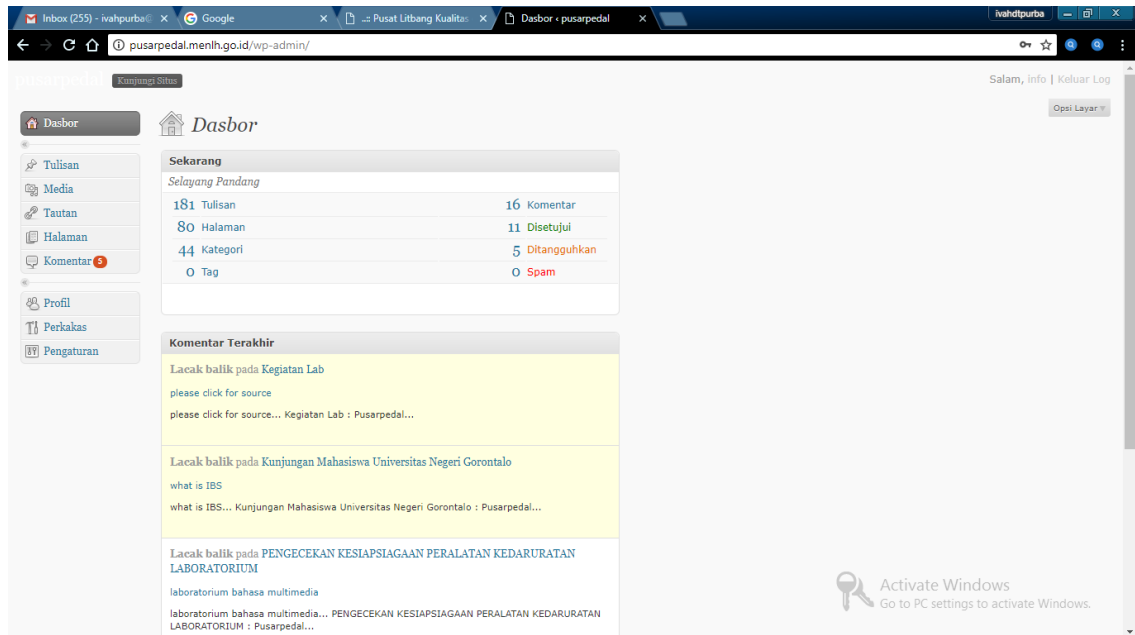 Inbox (255) - ivahpurba@
Google
..:: Pusat Litbang Kualitas
Dasbor ‹ pusarpedal
ivahdtpurba
pusarpedal.menlh.go.id/wp-admin/
pusarpedal
Kunjungi Situs
Salam, info | Keluar Log
Opsi Layar
Dasbor
Dasbor
Tulisan
Media
Tautan
Halaman
Komentar 5
Profil
Perkakas
Pengaturan
Sekarang
Selayang Pandang
181 Tulisan
16 Komentar
80 Halaman
11 Disetujui
44 Kategori
5 Ditangguhkan
0 Tag
0 Spam
Komentar Terakhir
Lacak balik pada Kegiatan Lab
please click for source
please click for source... Kegiatan Lab : Pusarpedal...
Lacak balik pada Kunjungan Mahasiswa Universitas Negeri Gorontalo
what is IBS
what is IBS... Kunjungan Mahasiswa Universitas Negeri Gorontalo : Pusarpedal...
Lacak balik pada PENGECEKAN KESIAPSIAGAAN PERALATAN KEDARURATAN
LABORATORIUM
laboratorium bahasa multimedia
laboratorium bahasa multimedia... PENGECEKAN KESIAPSIAGAAN PERALATAN KEDARURATAN
LABORATORIUM : Pusarpedal...
Activate Windows
Go to PC settings to activate Windows.